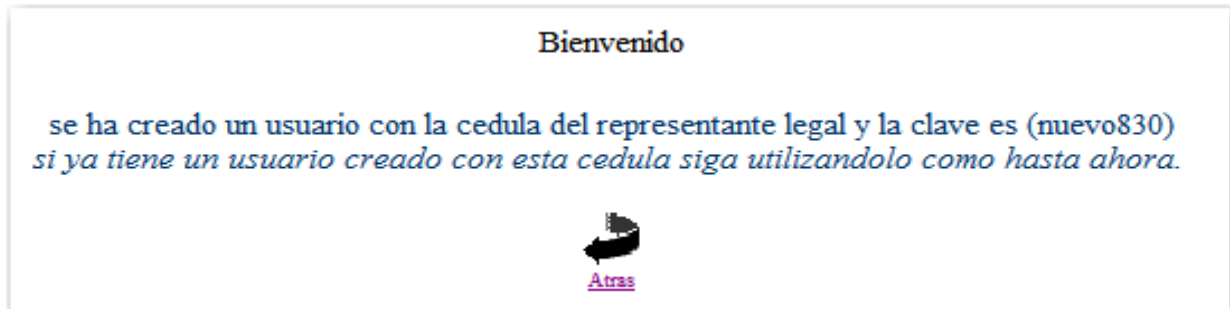 Bienvenido
se ha creado un usuario con la cedula del representante legal y la clave es (nuevo830)
si ya tiene un usuario creado con esta cedula siga utilizandolo como hasta ahora.
Atras